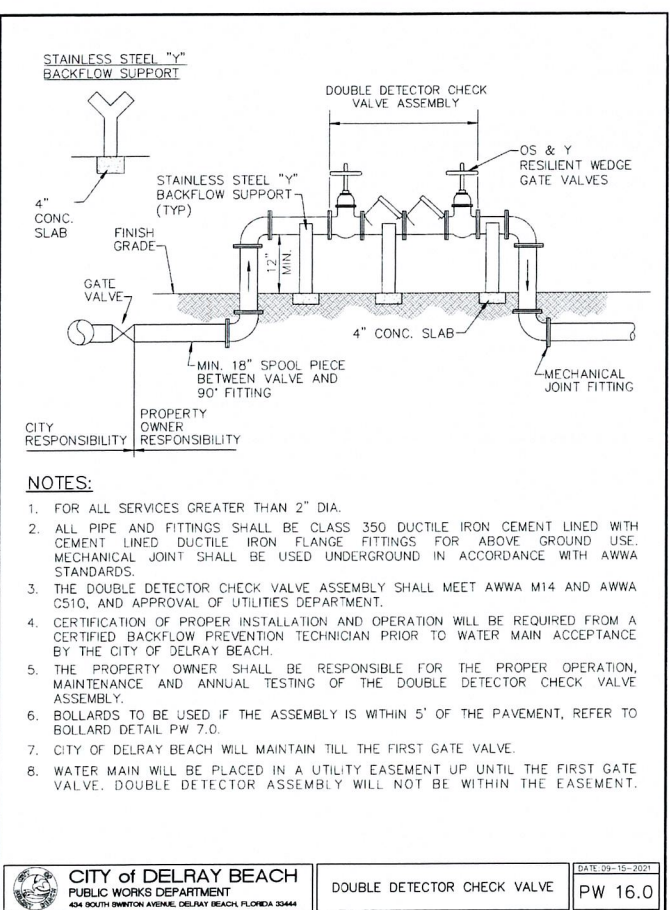 STAINLESS STEEL "Y"
BACKFLOW SUPPORT
4"
CONC.
SLAB
DOUBLE DETECTOR CHECK
VALVE ASSEMBLY
OS & Y
RESILIENT WEDGE
GATE VALVES
STAINLESS STEEL "Y"
BACKFLOW SUPPORT
(TYP)
FINISH
GRADE
12"
MIN.
GATE
VALVE
4" CONC. SLAB
MIN. 18" SPOOL PIECE
BETWEEN VALVE AND
90° FITTING
MECHANICAL
JOINT FITTING
CITY
RESPONSIBILITY
PROPERTY
OWNER
RESPONSIBILITY
NOTES:
1. FOR ALL SERVICES GREATER THAN 2" DIA.
2. ALL PIPE AND FITTINGS SHALL BE CLASS 350 DUCTILE IRON CEMENT LINED WITH
CEMENT LINED DUCTILE IRON FLANGE FITTINGS FOR ABOVE GROUND USE.
MECHANICAL JOINT SHALL BE USED UNDERGROUND IN ACCORDANCE WITH AWWA
STANDARDS.
3. THE DOUBLE DETECTOR CHECK VALVE ASSEMBLY SHALL MEET AWWA M14 AND AWWA
C510, AND APPROVAL OF UTILITIES DEPARTMENT.
4. CERTIFICATION OF PROPER INSTALLATION AND OPERATION WILL BE REQUIRED FROM A
CERTIFIED BACKFLOW PREVENTION TECHNICIAN PRIOR TO WATER MAIN ACCEPTANCE
BY THE CITY OF DELRAY BEACH.
5. THE PROPERTY OWNER SHALL BE RESPONSIBLE FOR THE PROPER OPERATION,
MAINTENANCE AND ANNUAL TESTING OF THE DOUBLE DETECTOR CHECK VALVE
ASSEMBLY.
6. BOLLARDS TO BE USED IF THE ASSEMBLY IS WITHIN 5' OF THE PAVEMENT, REFER TO
BOLLARD DETAIL PW 7.0.
7. CITY OF DELRAY BEACH WILL MAINTAIN TILL THE FIRST GATE VALVE.
8. WATER MAIN WILL BE PLACED IN A UTILITY EASEMENT UP UNTIL THE FIRST GATE
VALVE. DOUBLE DETECTOR ASSEMBLY WILL NOT BE WITHIN THE EASEMENT.
CITY of DELRAY BEACH
PUBLIC WORKS DEPARTMENT
434 SOUTH SWINTON AVENUE, DELRAY BEACH, FLORIDA 33444
DOUBLE DETECTOR CHECK VALVE
DATE: 09-15-2021
PW 16.0